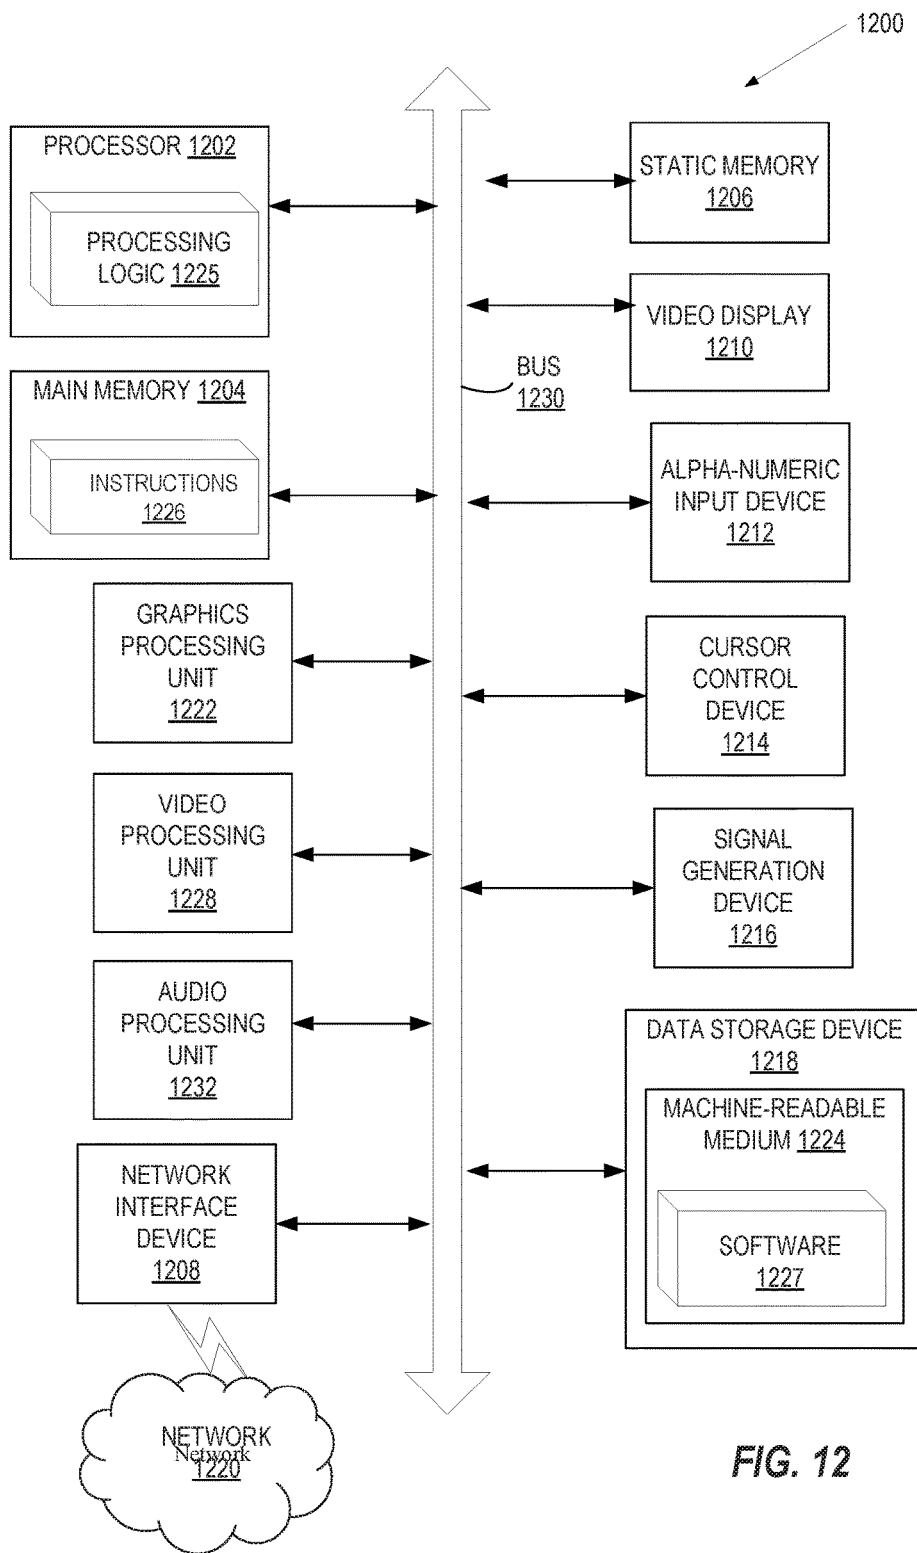 1200
PROCESSOR 1202
PROCESSING
LOGIC 1225
MAIN MEMORY 1204
INSTRUCTIONS
1226
GRAPHICS
PROCESSING
UNIT
1222
VIDEO
PROCESSING
UNIT
1228
AUDIO
PROCESSING
UNIT
1232
NETWORK
INTERFACE
DEVICE
1208
NETWORK
Network
1220
BUS
1230
STATIC MEMORY
1206
VIDEO DISPLAY
1210
ALPHA-NUMERIC
INPUT DEVICE
1212
CURSOR
CONTROL
DEVICE
1214
SIGNAL
GENERATION
DEVICE
1216
DATA STORAGE DEVICE
1218
MACHINE-READABLE
MEDIUM 1224
SOFTWARE
1227
FIG. 12